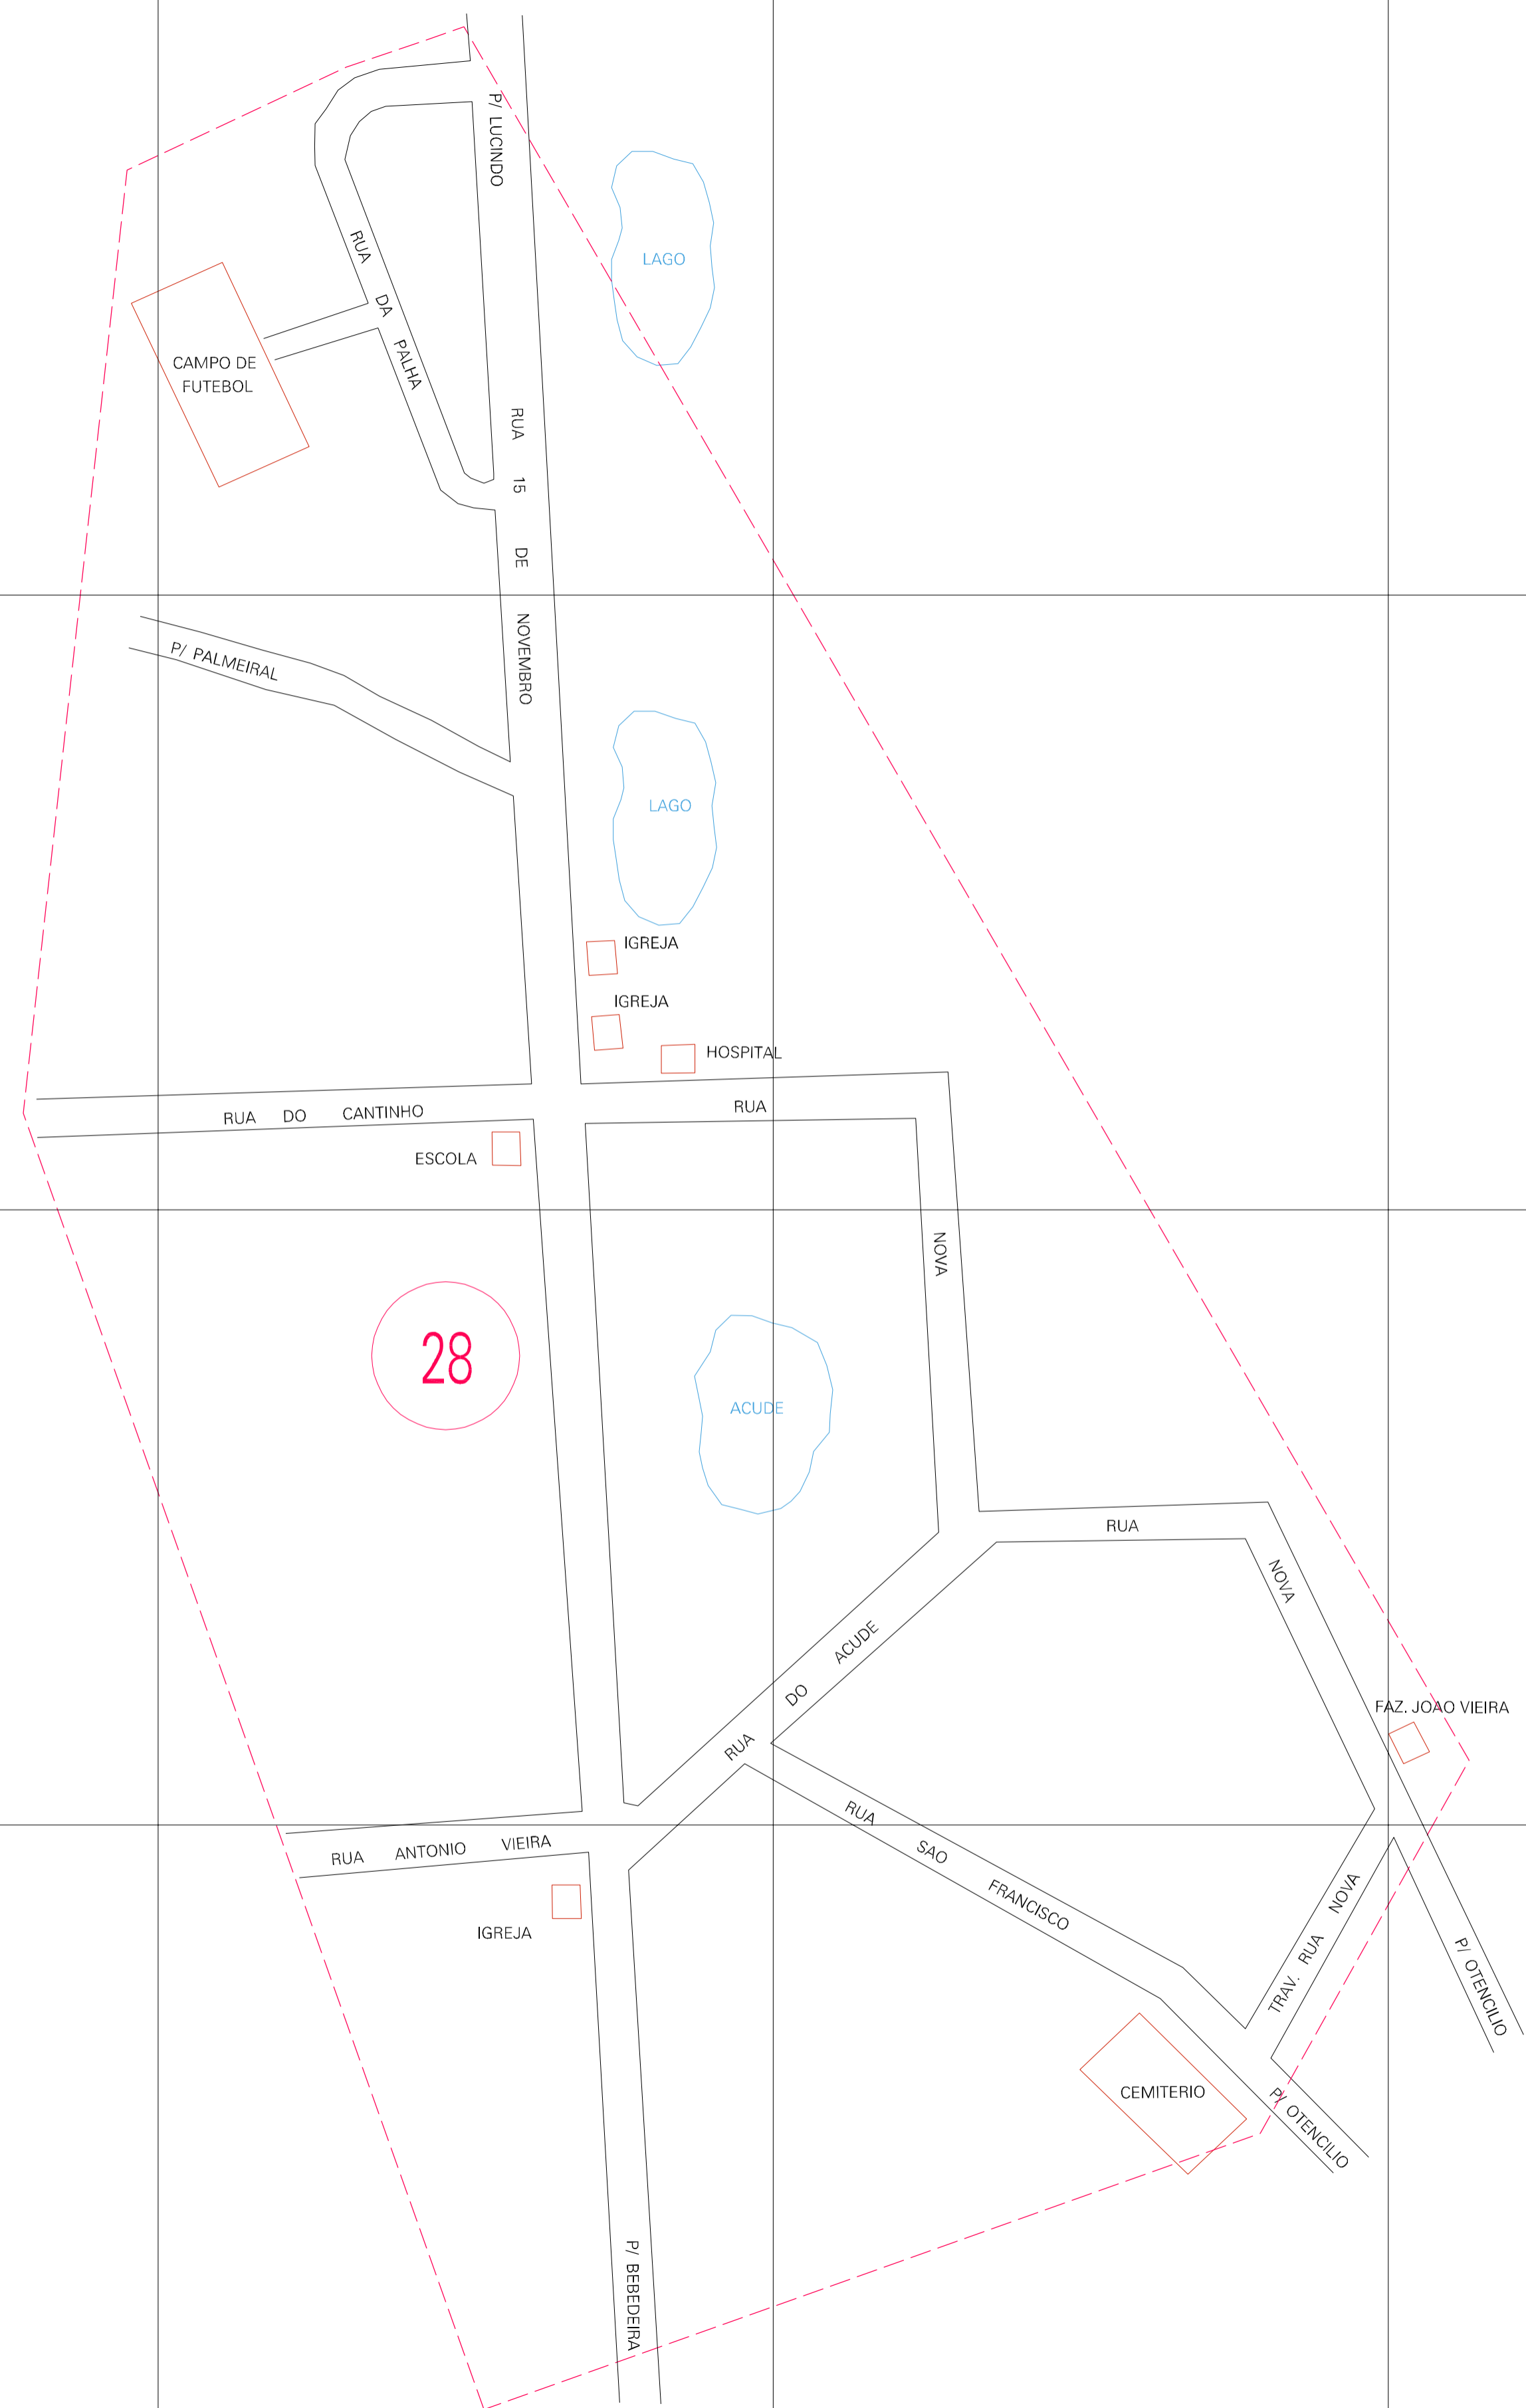 P/ LUCINDO
RUA DA PALHA
LAGO
CAMPO DE
FUTEBOL
RUA 15 DE NOVEMBRO
P/ PALMEIRAL
LAGO
IGREJA
IGREJA
HOSPITAL
RUA DO CANTINHO
RUA NOVA
ESCOLA
28
ACUDE
RUA NOVA
RUA DO ACUDE
FAZ. JOAO VIEIRA
RUA SAO FRANCISCO
RUA ANTONIO VIEIRA
IGREJA
TRAV. RUA NOVA
P/ OTENCILIO
CEMITERIO
P/ OTENCILIO
P/ BEBEDEIRA